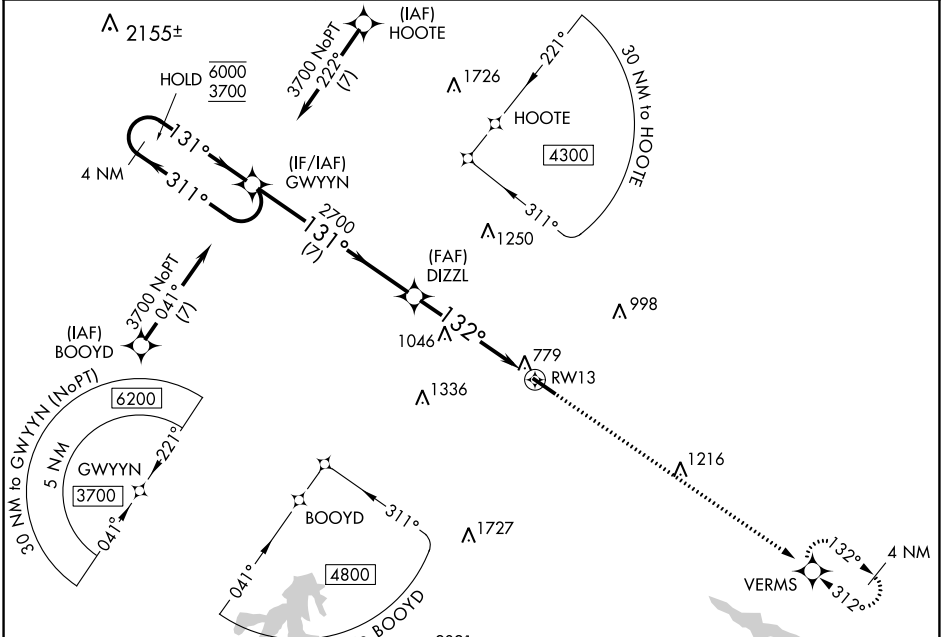 2155±
(IAF)
HOOTE
3700 NoPT
222°
(7)
HOLD
6000
3700
1726
221°
30 NM to HOOTE
HOOTE
4300
311°
131°
4 NM
311°
(IF/IAF)
GWYYN
2700
131°
(7)
1250
(FAF)
DIZZL
3700 NoPT
041°
(7)
998
132°
1046
(IAF)
BOOYD
779
RW13
1336
30 NM to GWYYN (NoPT)
6200
5 NM
221°
GWYYN
3700
041°
1216
BOOYD
311°
041°
4800
1727
132°
4 NM
VERMS
312°
BOOYD